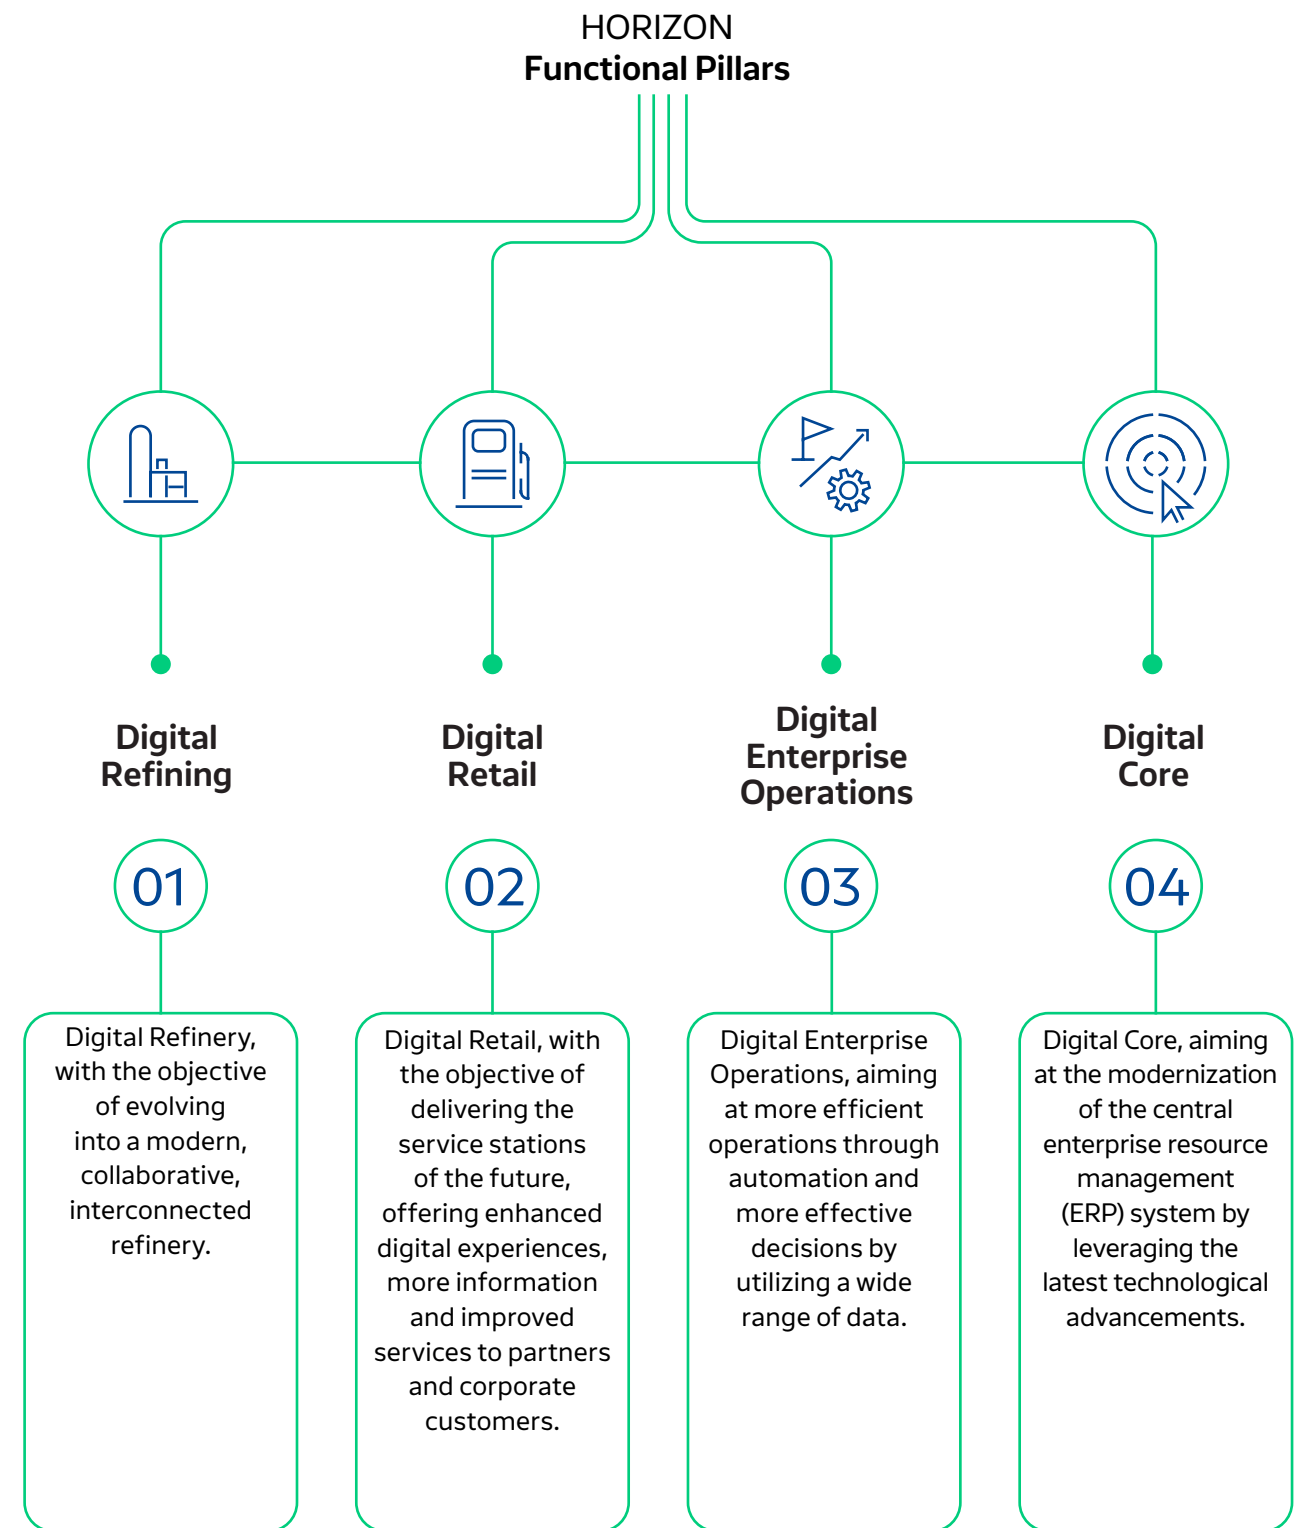 HORIZON
Functional Pillars
Digital
Refining
Digital
Retail
Digital
Enterprise
Operations
Digital
Core
01
02
03
04
Digital Refinery,
with the objective
of evolving
into a modern,
collaborative,
interconnected
refinery.
Digital Retail, with
the objective of
delivering the
service stations
of the future,
offering enhanced
digital experiences,
more information
and improved
services to partners
and corporate
customers.
Digital Enterprise
Operations, aiming
at more efficient
operations through
automation and
more effective
decisions by
utilizing a wide
range of data.
Digital Core, aiming
at the modernization
of the central
enterprise resource
management
(ERP) system by
leveraging the
latest technological
advancements.